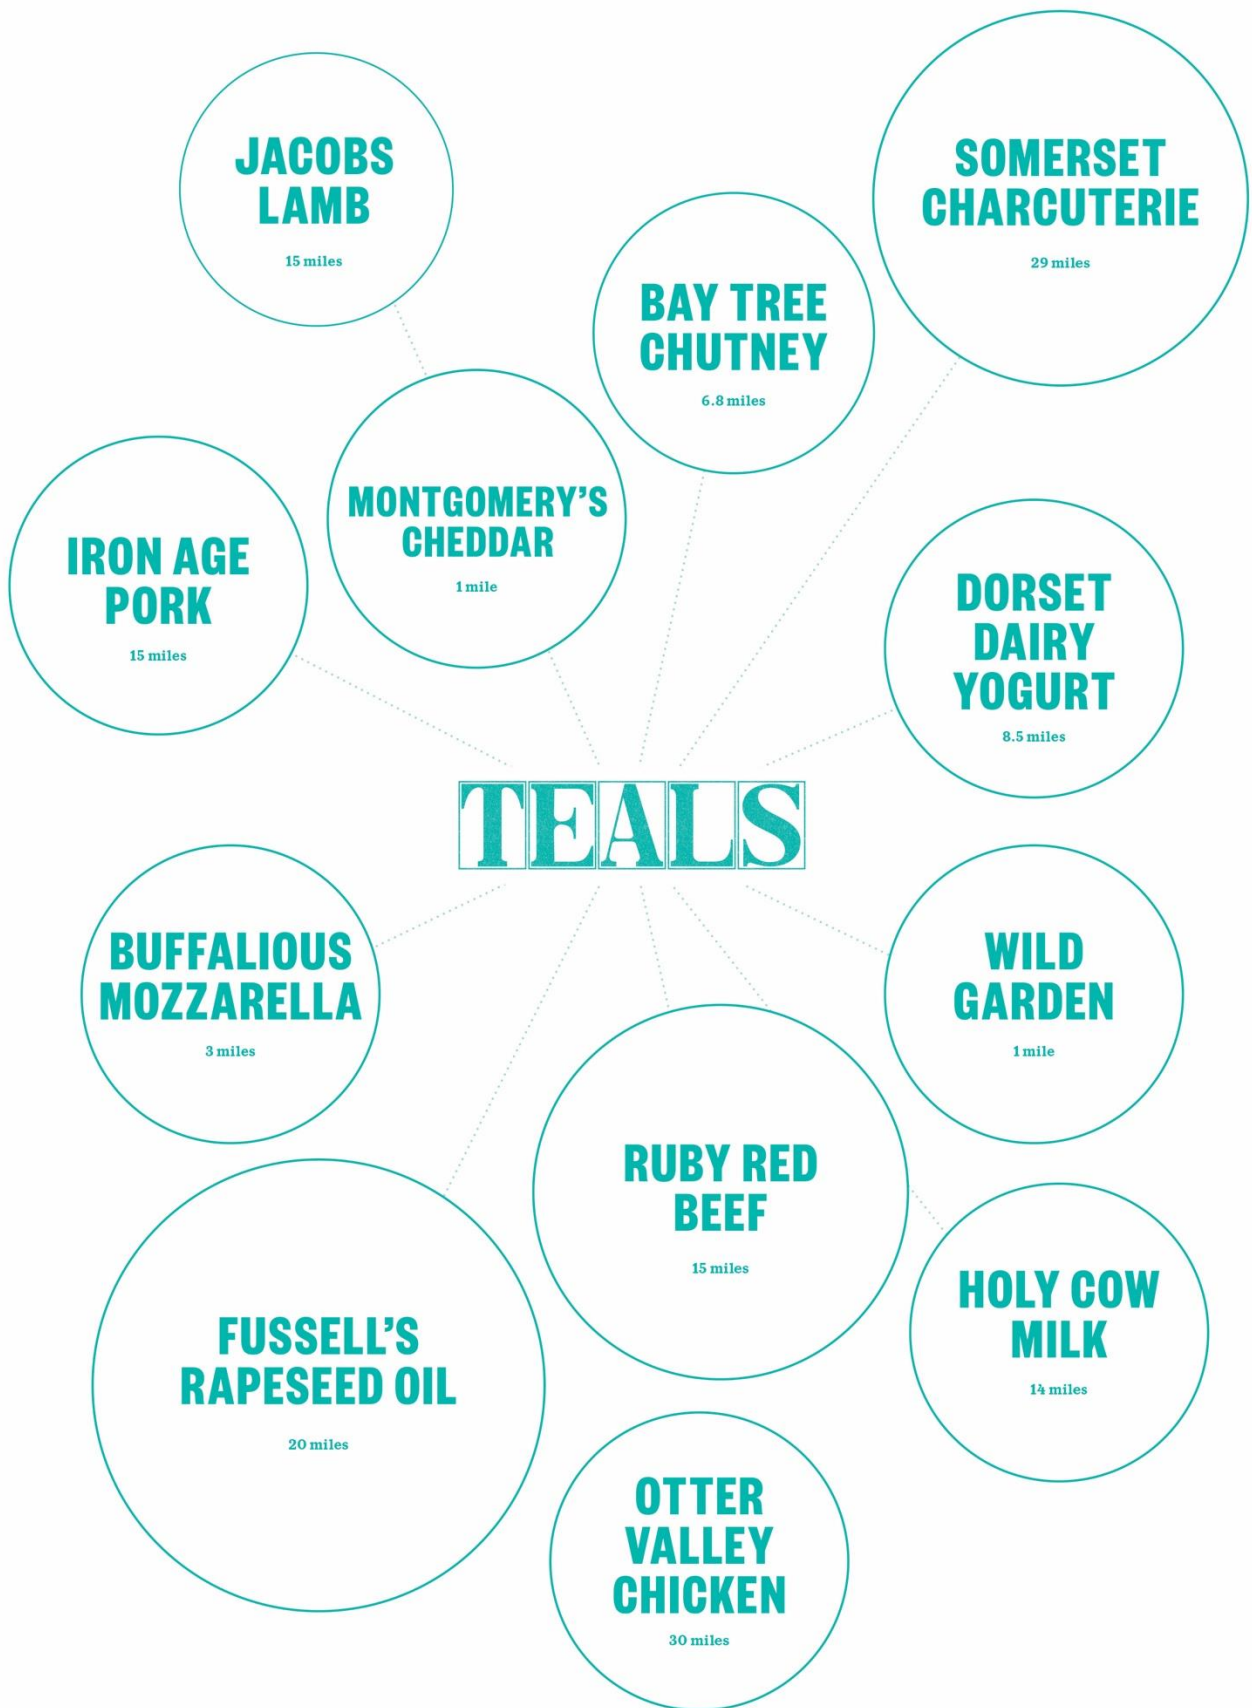 JACOBS
LAMB
15 miles
SOMERSET
CHARCUTERIE
29 miles
BAY TREE
CHUTNEY
6.8 miles
MONTGOMERY’S
CHEDDAR
1 mile
IRON AGE
PORK
15 miles
DORSET
DAIRY
YOGURT
8.5 miles
TEALS
BUFFALIOUS
MOZZARELLA
3 miles
WILD
GARDEN
1 mile
RUBY RED
BEEF
15 miles
HOLY COW
MILK
14 miles
FUSSELL’S
RAPESEED OIL
20 miles
OTTER
VALLEY
CHICKEN
30 miles